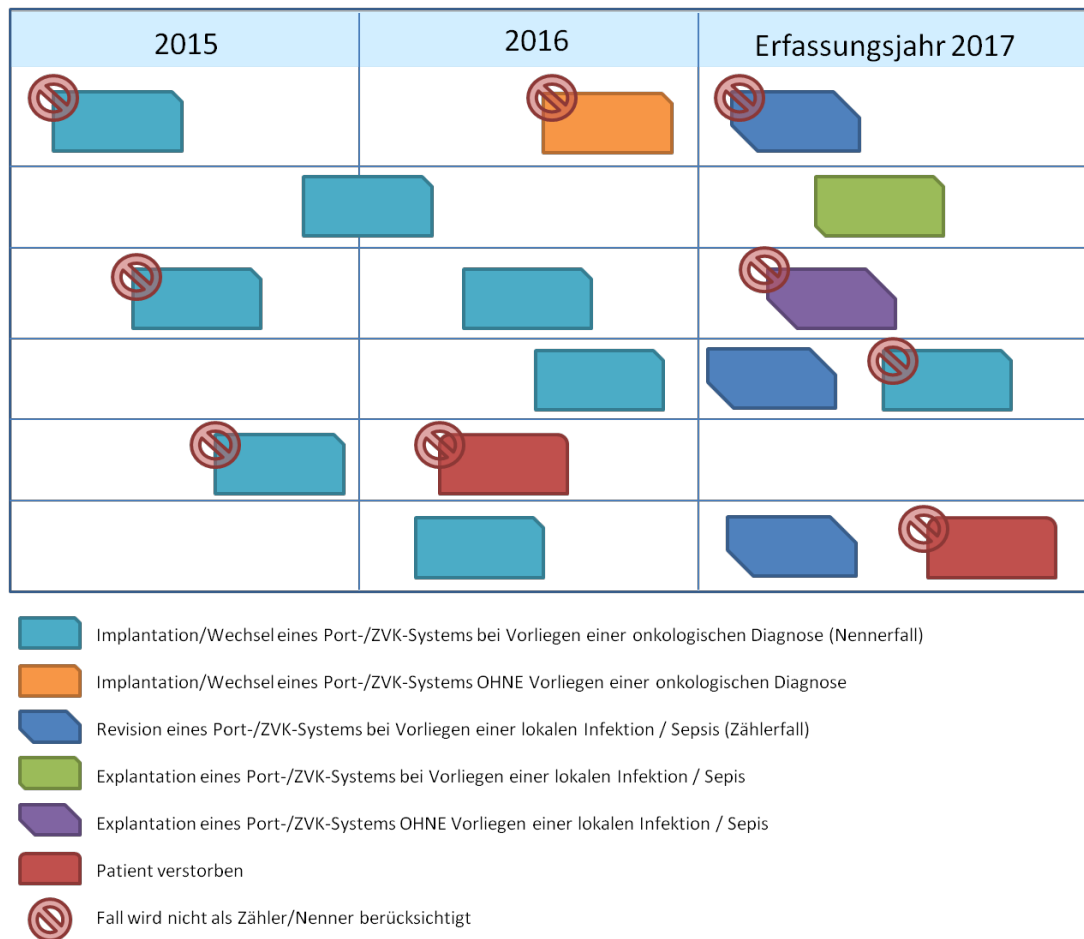 2015
2016
Erfassungsjahr 2017
Implantation/Wechsel eines Port-/ZVK-Systems bei Vorliegen einer onkologischen Diagnose (Nennerfall)
Implantation/Wechsel eines Port-/ZVK-Systems OHNE Vorliegen einer onkologischen Diagnose
Revision eines Port-/ZVK-Systems bei Vorliegen einer lokalen Infektion / Sepsis (Zählerfall)
Explantation eines Port-/ZVK-Systems bei Vorliegen einer lokalen Infektion / Sepis
Explantation eines Port-/ZVK-Systems OHNE Vorliegen einer lokalen Infektion / Sepis
Patient verstorben
Fall wird nicht als Zähler/Nenner berücksichtigt